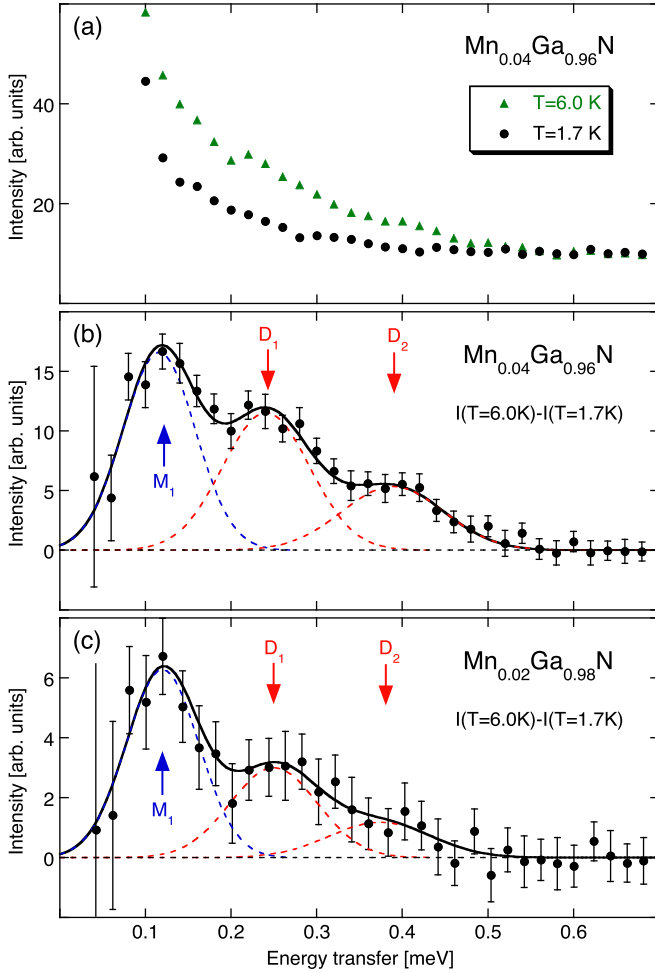 (a)
Mn0.04Ga0.96N
T=6.0 K
T=1.7 K
40
20
Intensity [arb. units]
(b)
D1
D2
Mn0.04Ga0.96N
I(T=6.0K)-I(T=1.7K)
M1
15
10
5
0
Intensity [arb. units]
(c)
D1
D2
Mn0.02Ga0.98N
I(T=6.0K)-I(T=1.7K)
M1
6
4
2
0
Intensity [arb. units]
0.1 0.2 0.3 0.4 0.5 0.6
Energy transfer [meV]